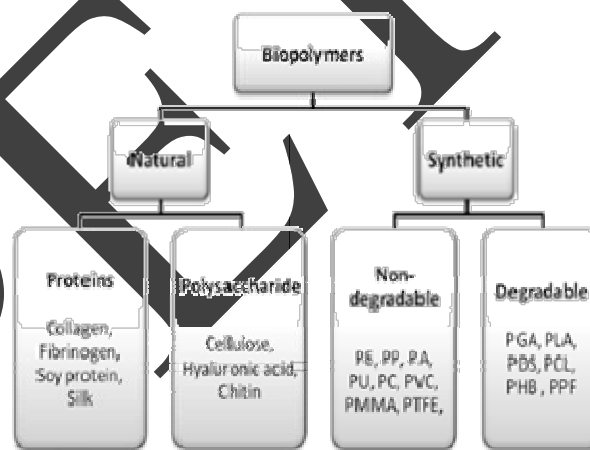 Biopolymers
Natural
Synthetic
Proteins
Collagen,
Fibrinogen,
Soy protein,
Silk
Polysaccharide
Cellulose,
Hyaluronic acid,
Chitin
Non-
degradable
PE, PP, PA,
PU, PC, PVC,
PMMA, PTFE,
Degradable
PGA, PLA,
PDS, PCL,
PHB, PPF